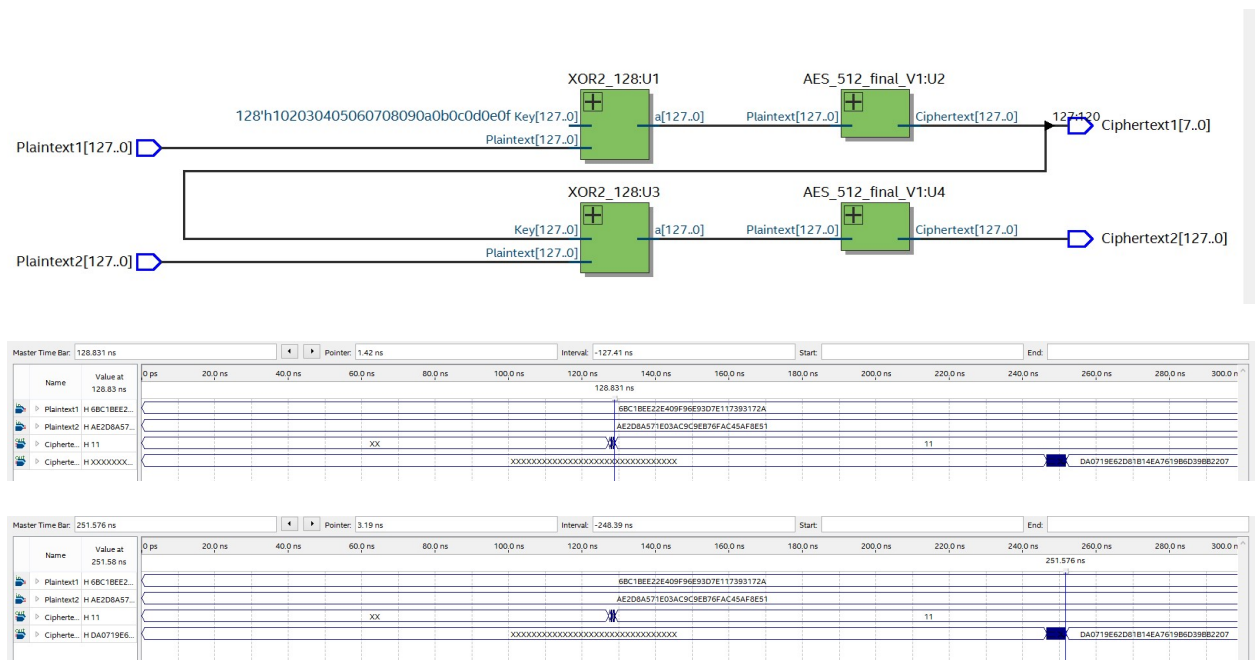 XOR2_128:U1 AES_512_final_V1:U2
128'h102030405060708090a0b0c0d0e0f Key[127..0] a[127..0] Plaintext[127..0] Ciphertext[127..0] 127:120
Ciphertext1[7..0]
Plaintext1[127..0] Plaintext[127..0]
XOR2_128:U3 AES_512_final_V1:U4
Key[127..0] a[127..0] Plaintext[127..0] Ciphertext[127..0]
Ciphertext2[127..0]
Plaintext2[127..0] Plaintext[127..0]
Master Time Bar: 128.831 ns Pointer: 1.42 ns Interval: -127.41 ns Start: End:
Name Value at 0 ps 20.0 ns 40.0 ns 60.0 ns 80.0 ns 100.0 ns 120.0 ns 140.0 ns 160.0 ns 180.0 ns 200.0 ns 220.0 ns 240.0 ns 260.0 ns 280.0 ns 300.0 n
128.83 ns 128.831 ns
Plaintext1 H 6BC1BEE2... 6BC1BEE22E409F96E93D7E117393172A
Plaintext2 H AE2D8A57... AE2D8A571E03AC9C9EB76FAC45AF8E51
Cipherte... H 11 XX 11
Cipherte... H XXXXXXX... XXXXXXXXXXXXXXXXXXXXXXXXXXXXXXXX DA0719E62D81B14EA7619B6D39BB2207
Master Time Bar: 251.576 ns Pointer: 3.19 ns Interval: -248.39 ns Start: End:
Name Value at 0 ps 20.0 ns 40.0 ns 60.0 ns 80.0 ns 100.0 ns 120.0 ns 140.0 ns 160.0 ns 180.0 ns 200.0 ns 220.0 ns 240.0 ns 260.0 ns 280.0 ns 300.0 n
251.58 ns 251.576 ns
Plaintext1 H 6BC1BEE2... 6BC1BEE22E409F96E93D7E117393172A
Plaintext2 H AE2D8A57... AE2D8A571E03AC9C9EB76FAC45AF8E51
Cipherte... H 11 XX 11
Cipherte... H DA0719E6... XXXXXXXXXXXXXXXXXXXXXXXXXXXXXXXX DA0719E62D81B14EA7619B6D39BB2207